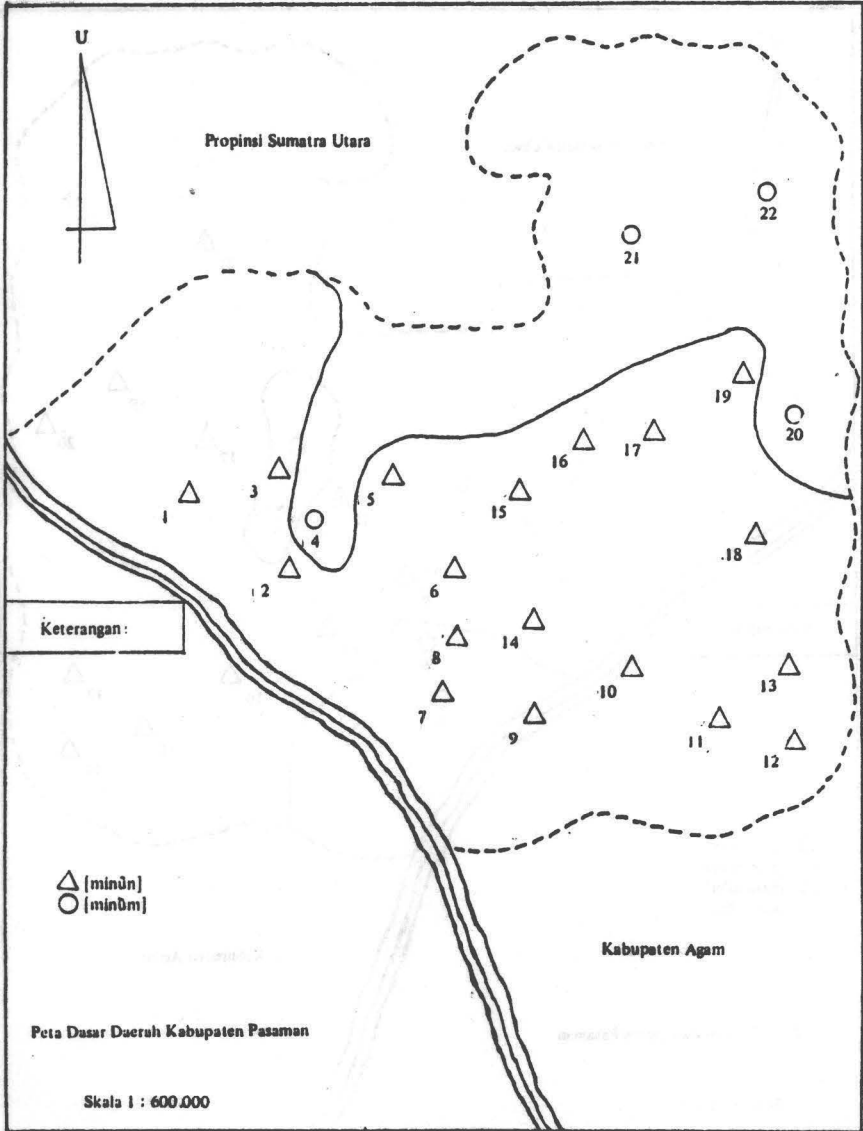 U
Propinsi Sumatra Utara
22
21
19
20
16
17
3
5
1
15
4
18
2
6
Keterangan :
14
8
10
13
7
9
11
12
△ [minũn]
○ [minũm]
Kabupaten Agam
Peta Dasar Daerah Kabupaten Pasaman
Skala 1 : 600.000